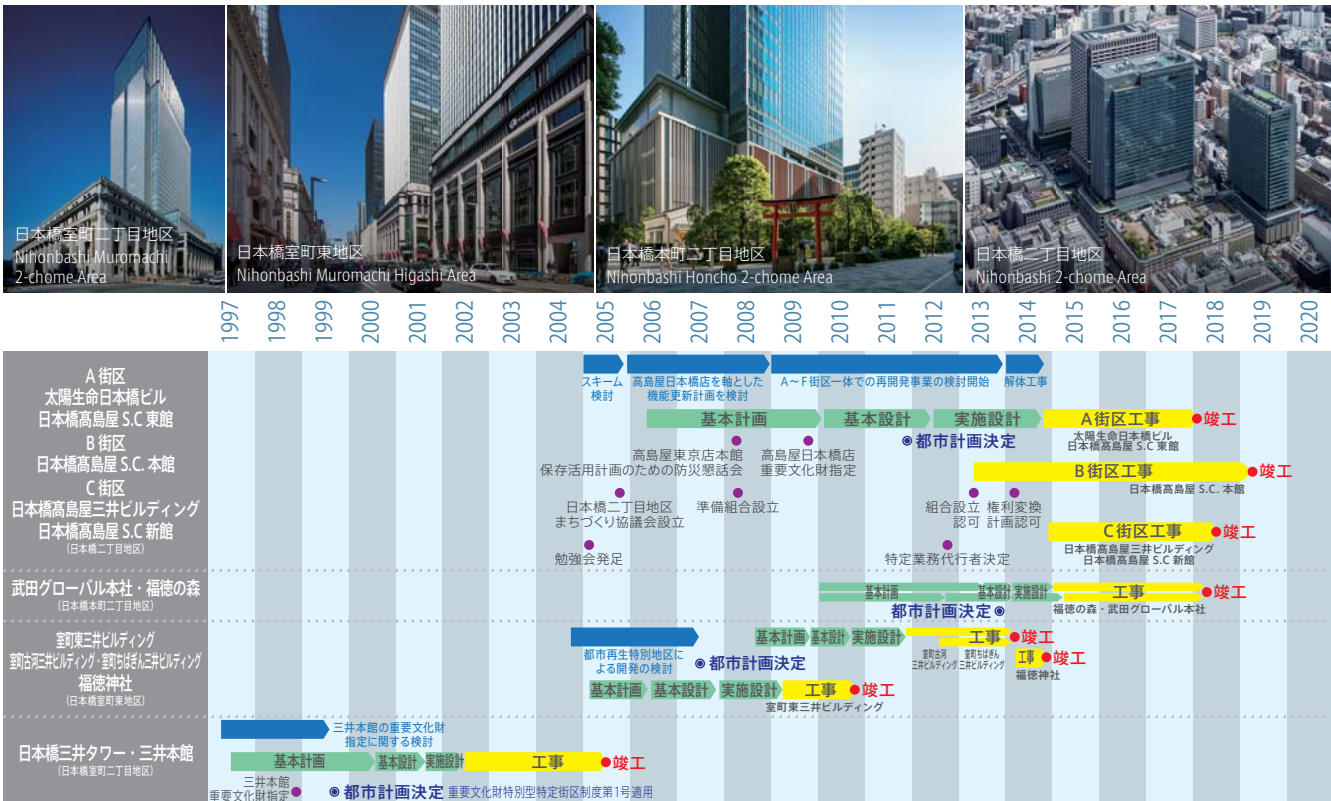 日本橋室町二丁目地区
Nihonbashi Muromachi
2-chome Area
日本橋室町東地区
Nihonbashi Muromachi Higashi Area
日本橋本町二丁目地区
Nihonbashi Honcho 2-chome Area
日本橋二丁目地区
Nihonbashi 2-chome Area
1997 1998 1999 2000 2001 2002 2003 2004 2005 2006 2007 2008 2009 2010 2011 2012 2013 2014 2015 2016 2017 2018 2019 2020
A 街区
太陽生命日本橋ビル
日本橋髙島屋 S.C 東館
B 街区
日本橋髙島屋 S.C. 本館
C 街区
日本橋髙島屋三井ビルディング
日本橋髙島屋 S.C 新館
(日本橋二丁目地区)
スキーム
検討
高島屋日本橋店を軸とした
機能更新計画を検討
A～F街区一体での再開発事業の検討開始
解体工事
基本計画 基本設計 実施設計 A街区工事 竣工
太陽生命日本橋ビル
日本橋髙島屋 S.C 東館
都市計画決定
高島屋東京店本館
保存活用計画のための防災懇話会
高島屋日本橋店
重要文化財指定
B街区工事 竣工
日本橋髙島屋 S.C. 本館
日本橋二丁目地区
まちづくり協議会設立
準備組合設立
組合設立
認可
権利変換
計画認可
C街区工事 竣工
日本橋髙島屋三井ビルディング
日本橋髙島屋 S.C 新館
勉強会発足
特定業務代行者決定
武田グローバル本社・福徳の森
(日本橋本町二丁目地区)
基本計画 基本設計 実施設計 工事 竣工
都市計画決定
福徳の森・武田グローバル本社
室町東三井ビルディング
室町古河三井ビルディング・室町ちばぎん三井ビルディング
福徳神社
(日本橋室町東地区)
都市再生特別地区に
よる開発の検討
都市計画決定
基本計画 基本設計 実施設計 工事 竣工
室町古河
三井ビルディング
室町ちばぎん
三井ビルディング
工事 竣工
福徳神社
基本計画 基本設計 実施設計 工事 竣工
室町東三井ビルディング
日本橋三井タワー・三井本館
(日本橋室町二丁目地区)
三井本館の重要文化財
指定に関する検討
基本計画 基本設計 実施設計 工事 竣工
三井本館
重要文化財指定
都市計画決定 重要文化財特別型特定街区制度第1号適用